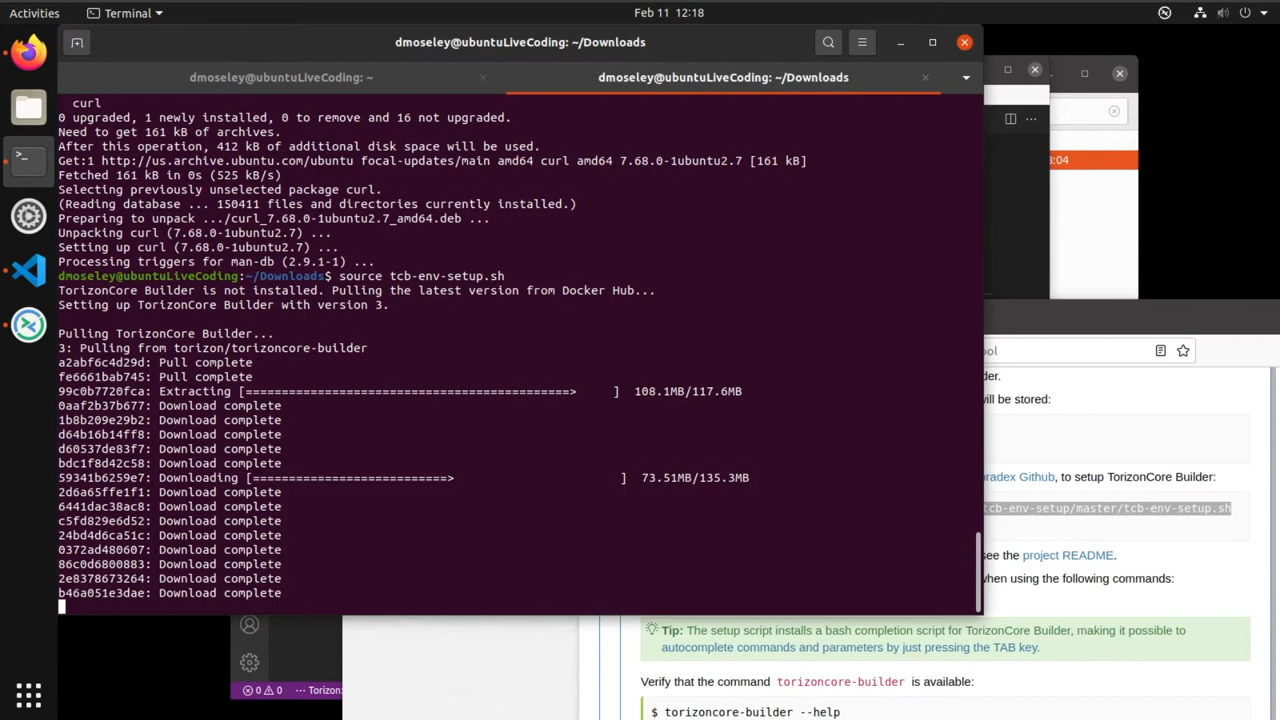 Activities
Terminal
Feb 11 12:18
dmoseley@ubuntuLiveCoding: ~/Downloads
dmoseley@ubuntuLiveCoding: ~
dmoseley@ubuntuLiveCoding: ~/Downloads
curl
0 upgraded, 1 newly installed, 0 to remove and 16 not upgraded.
Need to get 161 kB of archives.
After this operation, 412 kB of additional disk space will be used.
Get:1 http://us.archive.ubuntu.com/ubuntu focal-updates/main amd64 curl amd64 7.68.0-1ubuntu2.7 [161 kB]
Fetched 161 kB in 0s (525 kB/s)
Selecting previously unselected package curl.
(Reading database ... 150411 files and directories currently installed.)
Preparing to unpack .../curl_7.68.0-1ubuntu2.7_amd64.deb ...
Unpacking curl (7.68.0-1ubuntu2.7) ...
Setting up curl (7.68.0-1ubuntu2.7) ...
Processing triggers for man-db (2.9.1-1) ...
dmoseley@ubuntuLiveCoding:~/Downloads$ source tcb-env-setup.sh
TorizonCore Builder is not installed. Pulling the latest version from Docker Hub...
Setting up TorizonCore Builder with version 3.
Pulling TorizonCore Builder...
3: Pulling from torizon/torizoncore-builder
a2abf6c4d29d: Pull complete
fe6661bab745: Pull complete
99c0b7720fca: Extracting [=============================================>     ]  108.1MB/117.6MB
0aaf2b37b677: Download complete
1b8b209e29b2: Download complete
d64b16b14ff8: Download complete
d60537de83f7: Download complete
bdc1f8d42c58: Download complete
59341b6259e7: Downloading [===========================>                       ]  73.51MB/135.3MB
2d6a65ffe1f1: Download complete
6441dac38ac8: Download complete
c5fd829e6d52: Download complete
24bd4d6ca51c: Download complete
0372ad480607: Download complete
86c0d6800883: Download complete
2e8378673264: Download complete
b46a051e3dae: Download complete
3:04
ool
der.
will be stored:
oradex Github, to setup TorizonCore Builder:
tcb-env-setup/master/tcb-env-setup.sh
see the project README.
when using the following commands:
Tip: The setup script installs a bash completion script for TorizonCore Builder, making it possible to
autocomplete commands and parameters by just pressing the TAB key.
Verify that the command torizoncore-builder is available:
$ torizoncore-builder --help
0 0 ... Torizon: